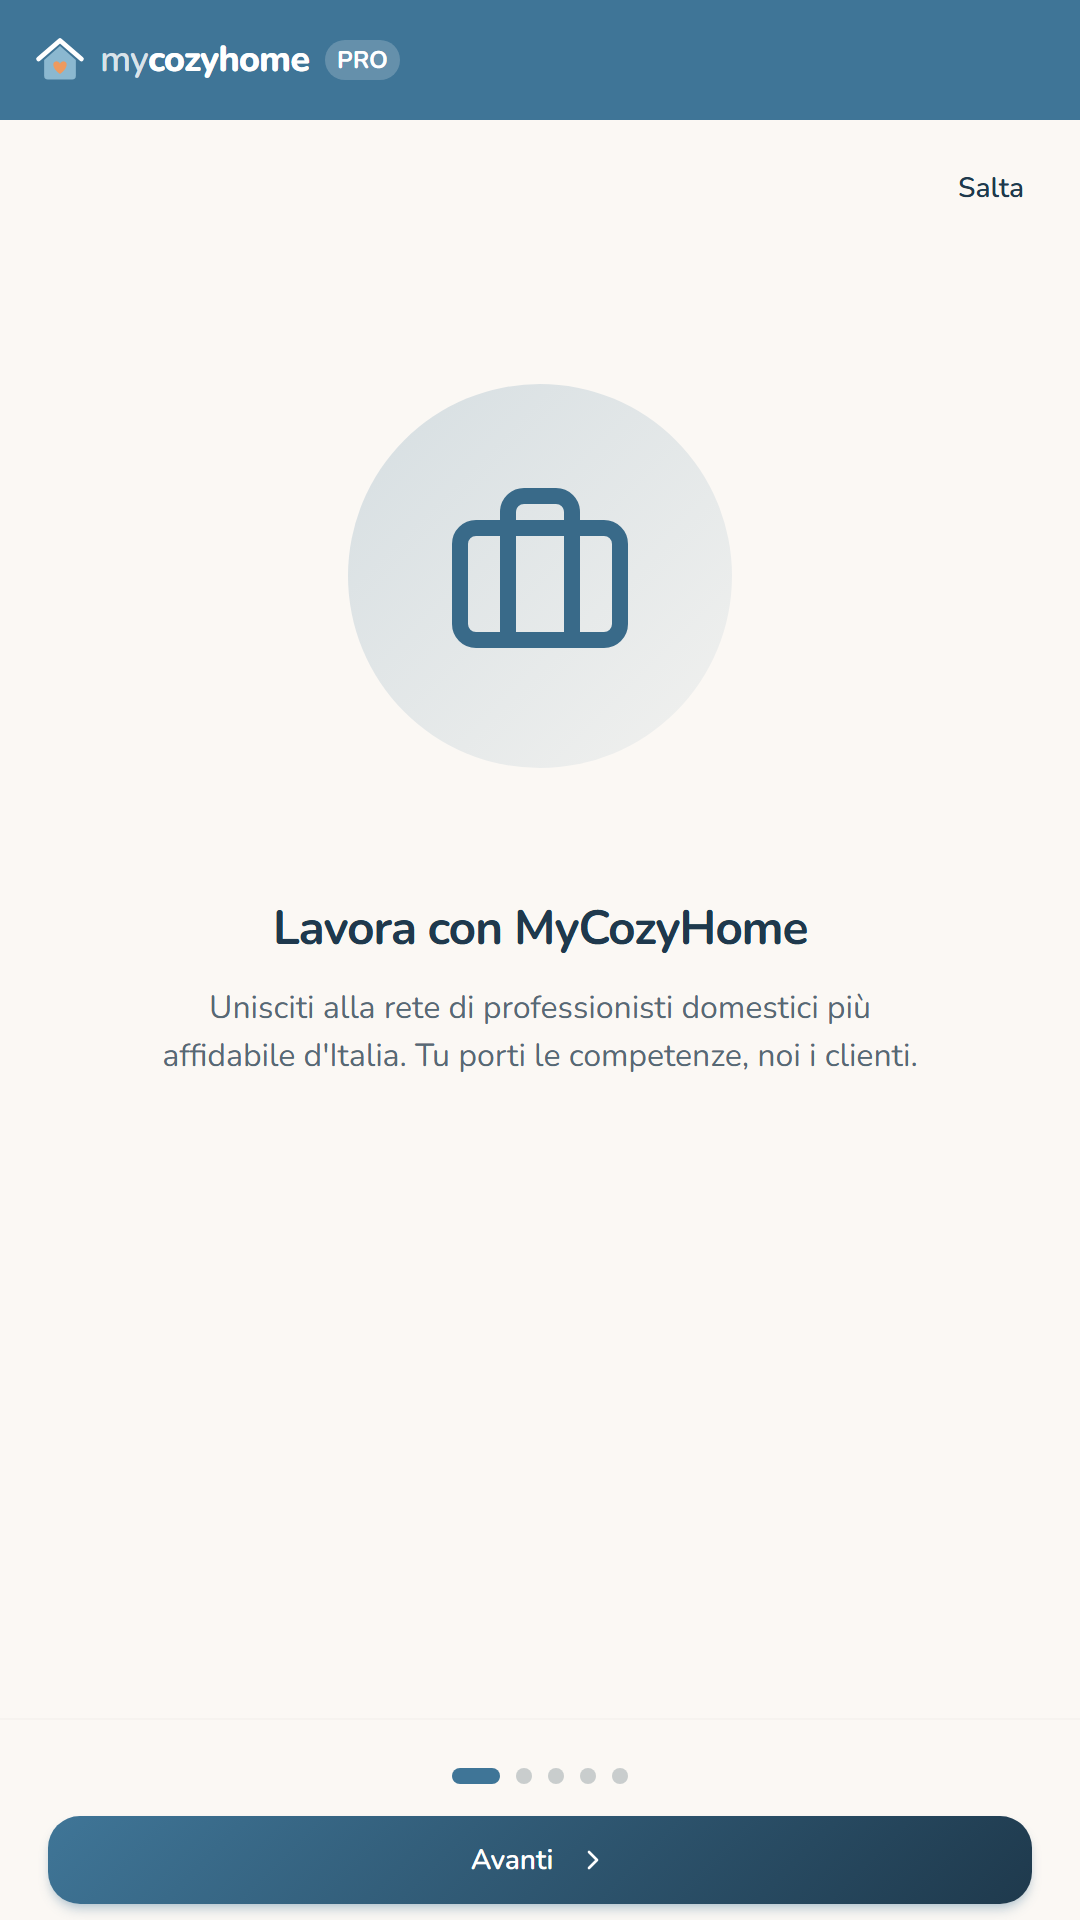 mycozyhome PRO
Salta
Lavora con MyCozyHome
Unisciti alla rete di professionisti domestici più
affidabile d'Italia. Tu porti le competenze, noi i clienti.
Avanti